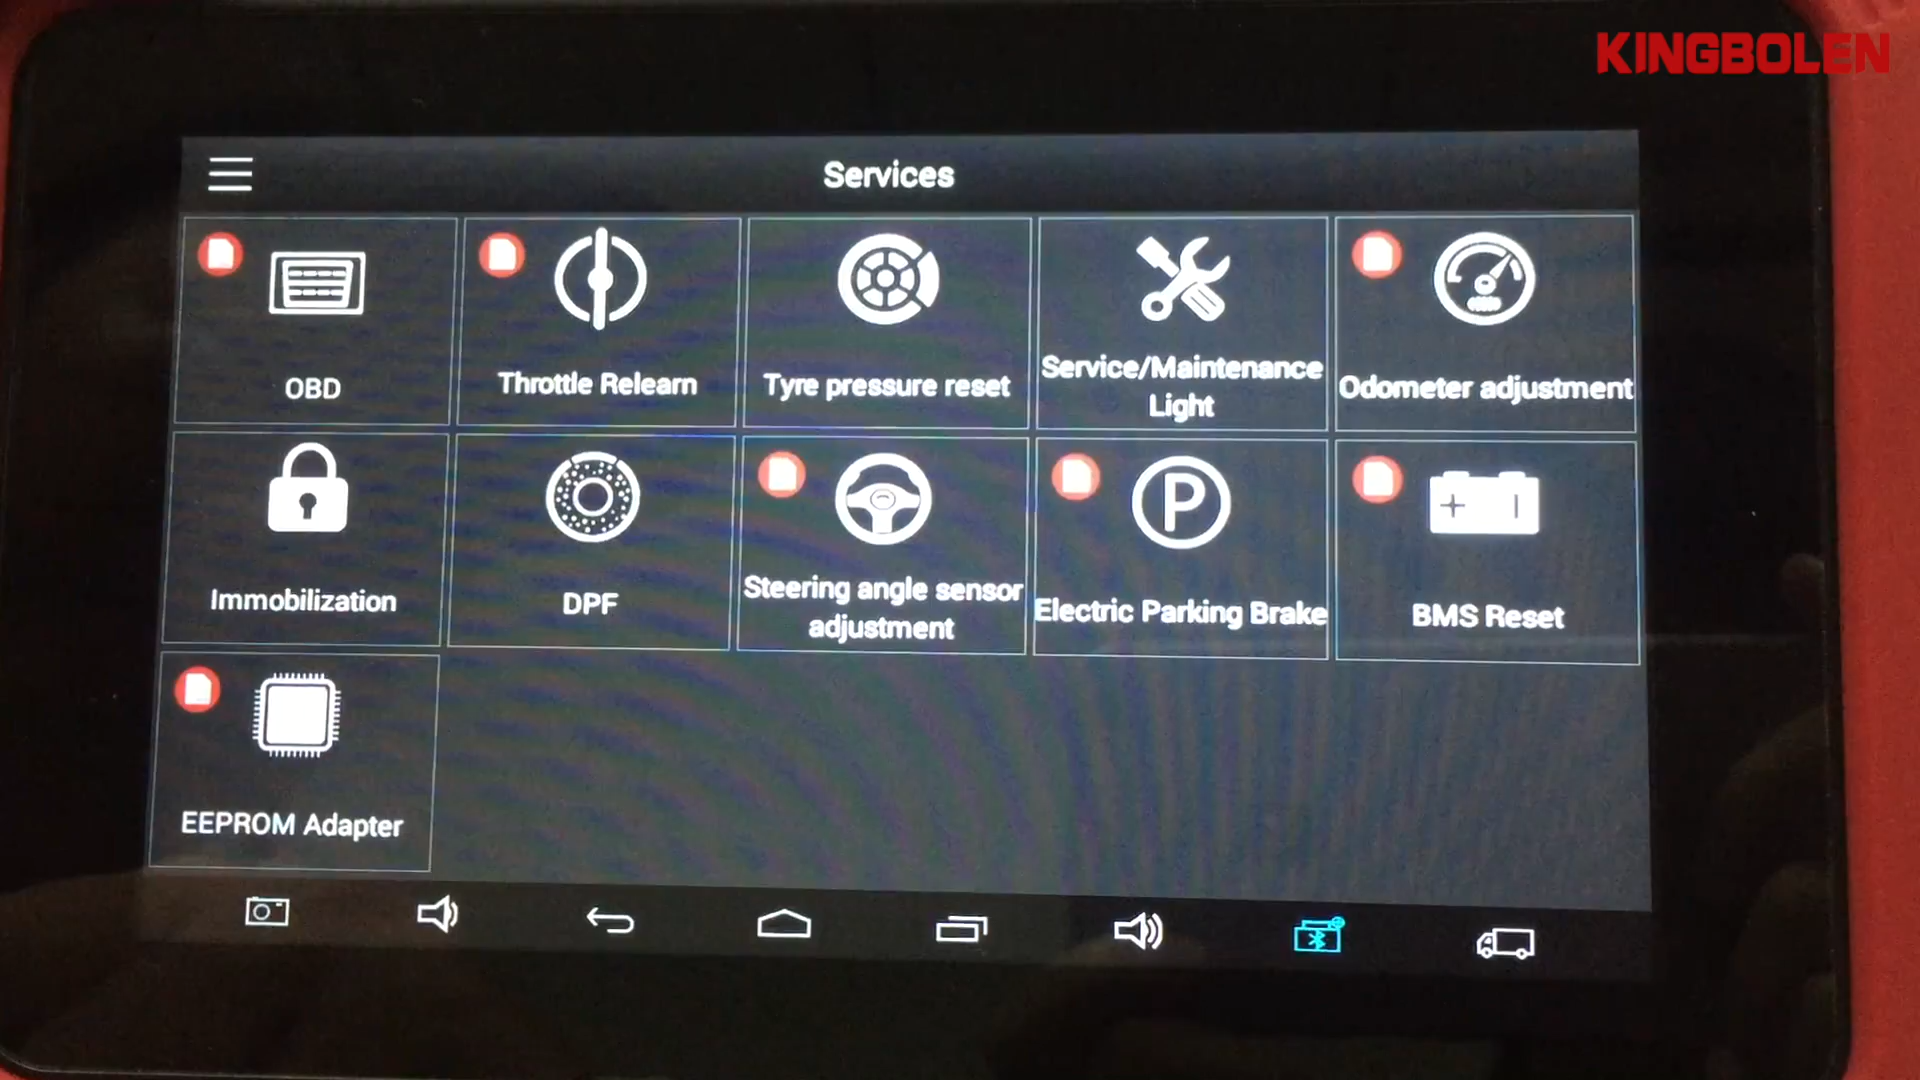 KINGBOLEN
Services
OBD
Throttle Relearn
Tyre pressure reset
Service/Maintenance
Light
Odometer adjustment
Immobilization
DPF
Steering angle sensor
adjustment
Electric Parking Brake
BMS Reset
EEPROM Adapter